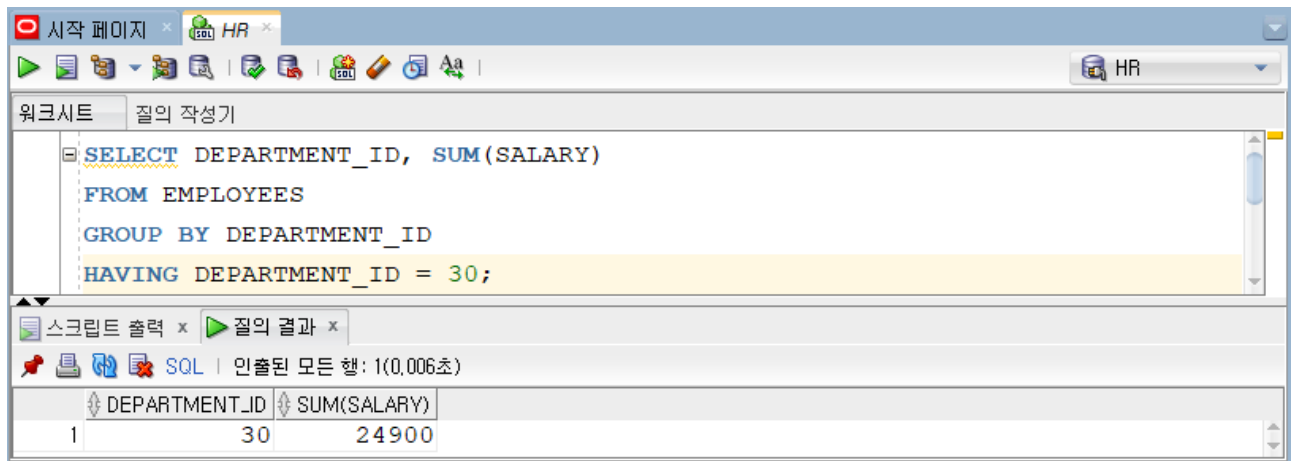 시작 페이지 HR
HR
워크시트 질의 작성기
SELECT DEPARTMENT_ID, SUM(SALARY)
FROM EMPLOYEES
GROUP BY DEPARTMENT_ID
HAVING DEPARTMENT_ID = 30;
스크립트 출력 x 질의 결과 x
SQL | 인출된 모든 행: 1(0,006초)
DEPARTMENT_ID SUM(SALARY)
1 30 24900